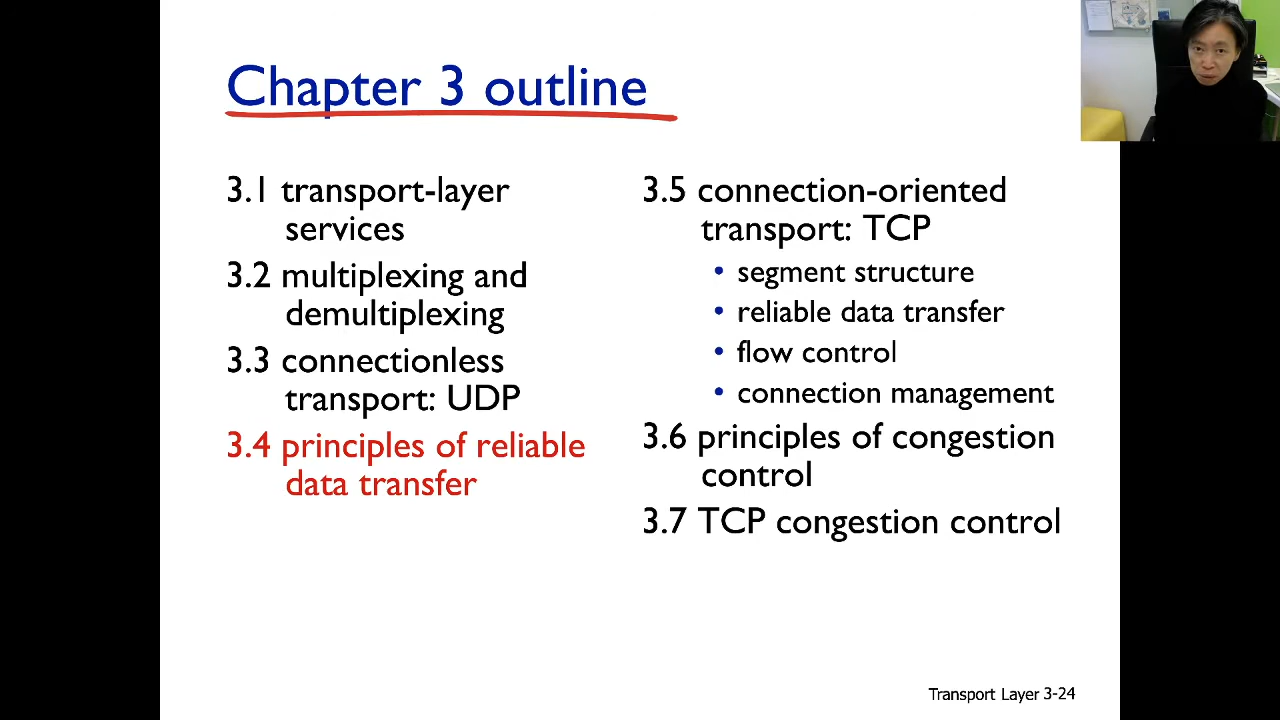 Chapter 3 outline
3.1 transport-layer
services
3.2 multiplexing and
demultiplexing
3.3 connectionless
transport: UDP
3.4 principles of reliable
data transfer
3.5 connection-oriented
transport: TCP
• segment structure
• reliable data transfer
• flow control
• connection management
3.6 principles of congestion
control
3.7 TCP congestion control
Transport Layer 3-24